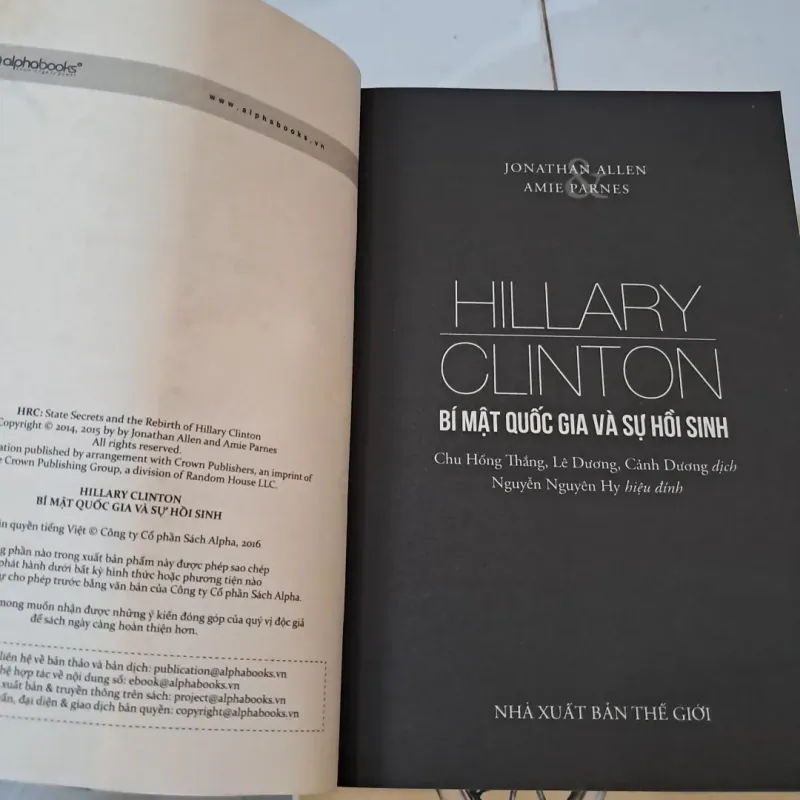 alphabooks®
www.alphabooks.vn
HRC: State Secrets and the Rebirth of Hillary Clinton
Copyright © 2014, 2015 by by Jonathan Allen and Amie Parnes
All rights reserved.
published by arrangement with Crown Publishers, an imprint of
Crown Publishing Group, a division of Random House LLC.
HILLARY CLINTON
BÍ MẬT QUỐC GIA VÀ SỰ HỒI SINH
quyền tiếng Việt © Công ty Cổ phần Sách Alpha, 2016
phần nào trong xuất bản phẩm này được phép sao chép
phát hành dưới bất kỳ hình thức hoặc phương tiện nào
cho phép trước bằng văn bản của Công ty Cổ phần Sách Alpha.
mong muốn nhận được những ý kiến đóng góp của quý vị độc giả
để sách ngày càng hoàn thiện hơn.
liên hệ về bản thảo và bản dịch: publication@alphabooks.vn
hệ hợp tác về nội dung số: ebook@alphabooks.vn
xuất bản & truyền thông trên sách: project@alphabooks.vn
đại diện & giao dịch bản quyền: copyright@alphabooks.vn
JONATHAN ALLEN
&
AMIE PARNES
HILLARY
CLINTON
BÍ MẬT QUỐC GIA VÀ SỰ HỒI SINH
Chu Hồng Thắng, Lê Dương, Cảnh Dương dịch
Nguyễn Nguyên Hy hiệu đính
NHÀ XUẤT BẢN THẾ GIỚI